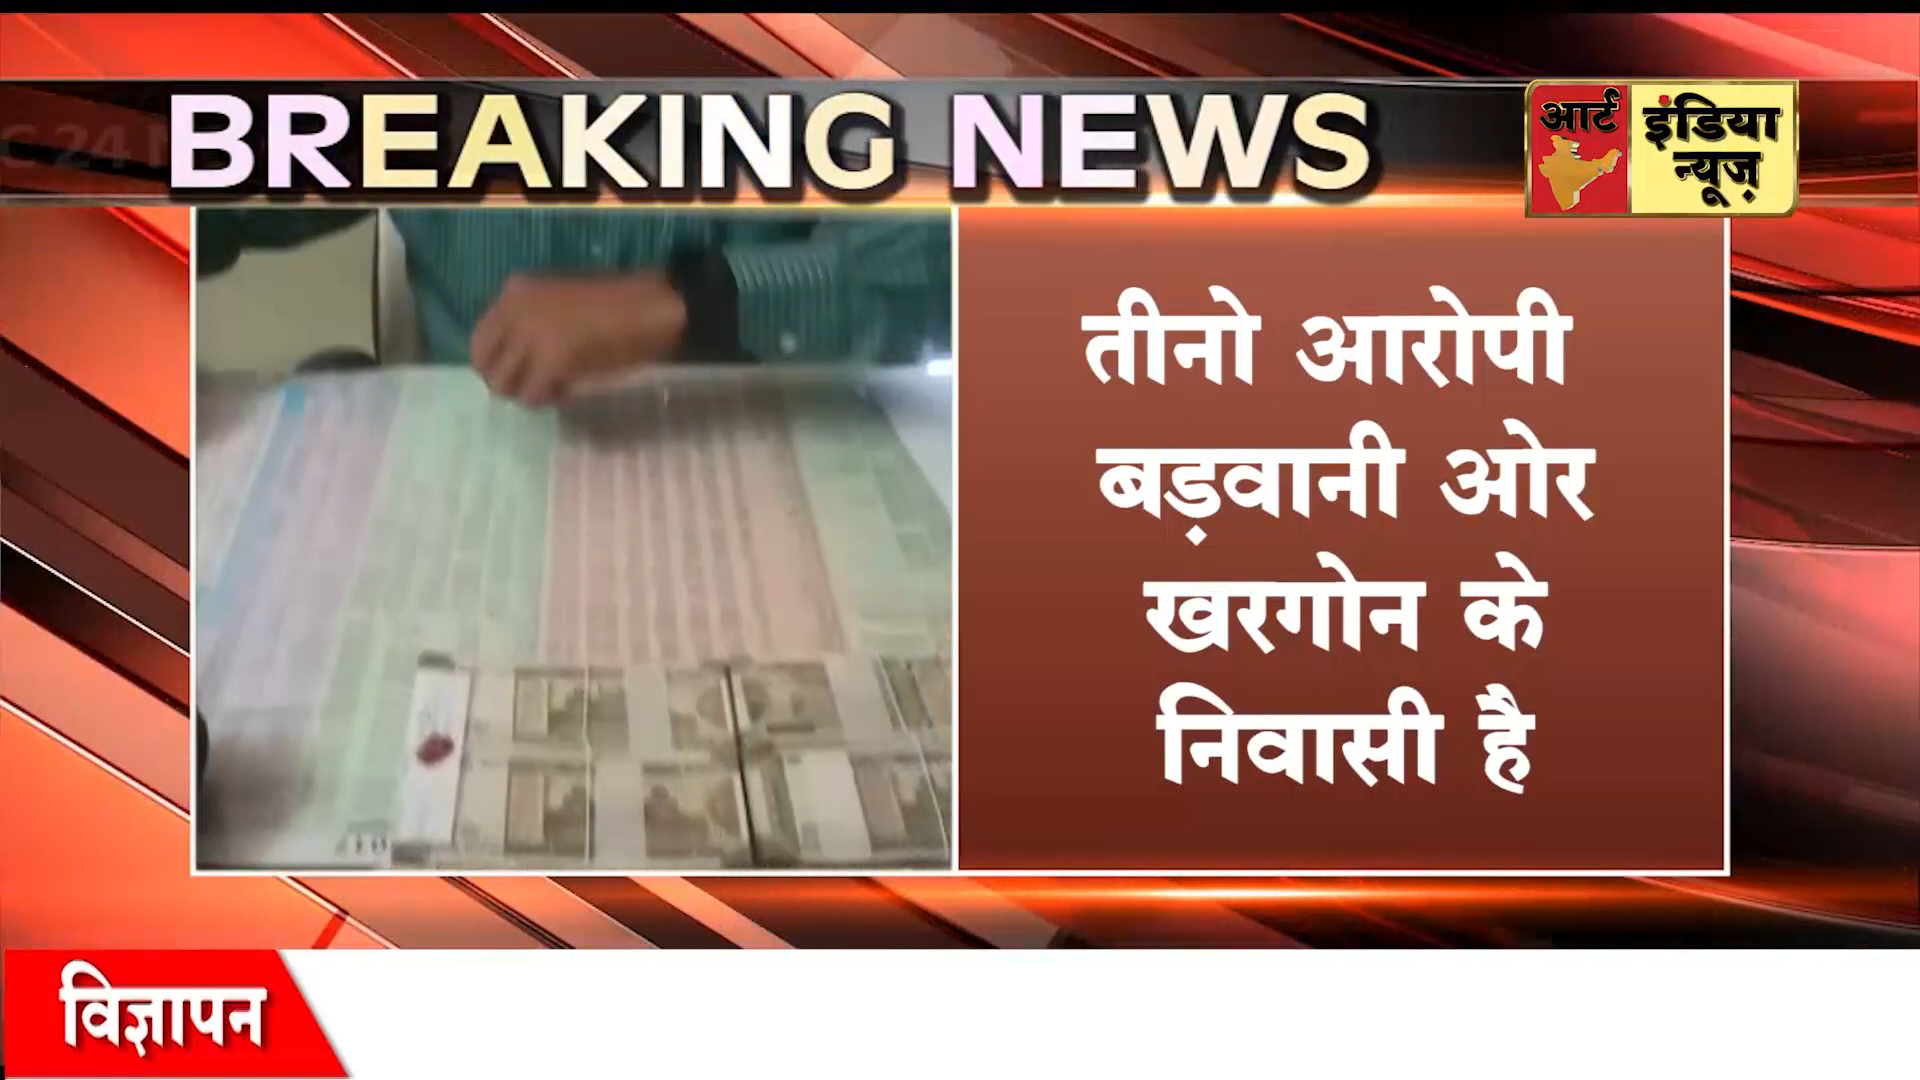 BREAKING NEWS
आर्ट
इंडिया
न्यूज़
तीनो आरोपी
बड़वानी ओर
खरगोन के
निवासी है
विज्ञापन